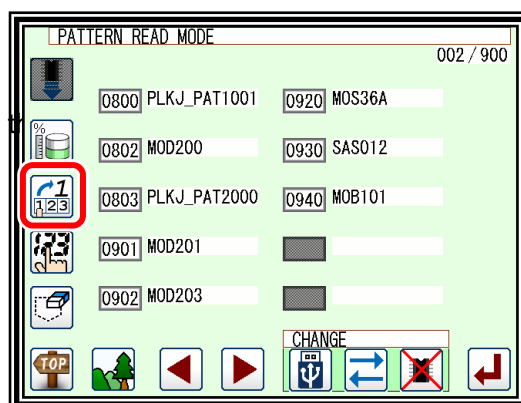 PATTERN READ MODE
002 / 900
0800 PLKJ_PAT1001
0920 MOS36A
%
0802 MOD200
0930 SAS012
1
123
0803 PLKJ_PAT2000
0940 MOB101
123
0901 MOD201
0902 MOD203
CHANGE
TOP